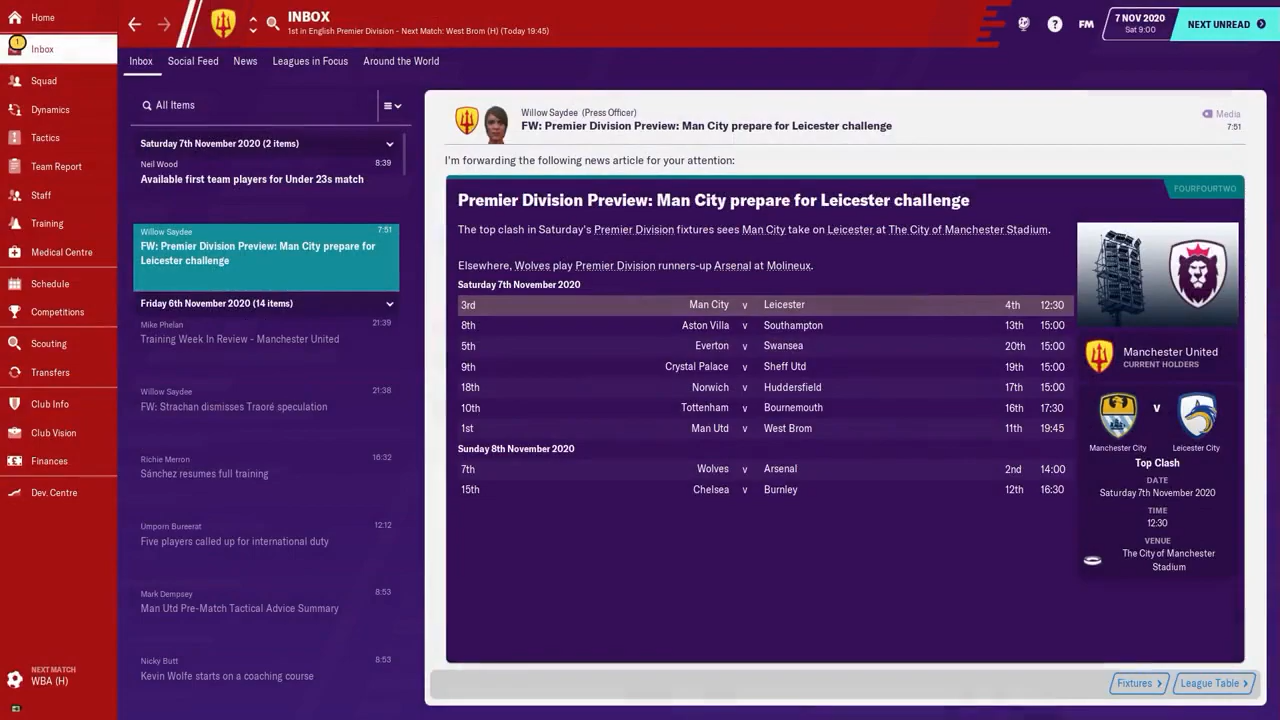 Home
Inbox
Squad
Dynamics
Tactics
Team Report
Staff
Training
Medical Centre
Schedule
Competitions
Scouting
Transfers
Club Info
Club Vision
Finances
Dev. Centre
NEXT MATCH
WBA (H)
INBOX
1st in English Premier Division - Next Match: West Brom (H) (Today 19:45)
FM
7 NOV 2020
Sat 9:00
NEXT UNREAD
Inbox Social Feed News Leagues in Focus Around the World
All Items
Saturday 7th November 2020 (2 items)
Neil Wood 8:39
Available first team players for Under 23s match
Willow Saydee 7:51
FW: Premier Division Preview: Man City prepare for
Leicester challenge
Friday 6th November 2020 (14 items)
Mike Phelan 21:39
Training Week In Review - Manchester United
Willow Saydee 21:38
FW: Strachan dismisses Traoré speculation
Richie Merron 16:32
Sánchez resumes full training
Umporn Bureerat 12:12
Five players called up for international duty
Mark Dempsey 8:53
Man Utd Pre-Match Tactical Advice Summary
Nicky Butt 8:53
Kevin Wolfe starts on a coaching course
Willow Saydee (Press Officer)
FW: Premier Division Preview: Man City prepare for Leicester challenge
Media
7:51
I'm forwarding the following news article for your attention:
FOURFOURTWO
Premier Division Preview: Man City prepare for Leicester challenge
The top clash in Saturday's Premier Division fixtures sees Man City take on Leicester at The City of Manchester Stadium.
Elsewhere, Wolves play Premier Division runners-up Arsenal at Molineux.
Saturday 7th November 2020
3rd Man City v Leicester 4th 12:30
8th Aston Villa v Southampton 13th 15:00
5th Everton v Swansea 20th 15:00
9th Crystal Palace v Sheff Utd 19th 15:00
18th Norwich v Huddersfield 17th 15:00
10th Tottenham v Bournemouth 16th 17:30
1st Man Utd v West Brom 11th 19:45
Sunday 8th November 2020
7th Wolves v Arsenal 2nd 14:00
15th Chelsea v Burnley 12th 16:30
Manchester United
CURRENT HOLDERS
V
Manchester City Leicester City
Top Clash
DATE
Saturday 7th November 2020
TIME
12:30
VENUE
The City of Manchester
Stadium
Fixtures
League Table